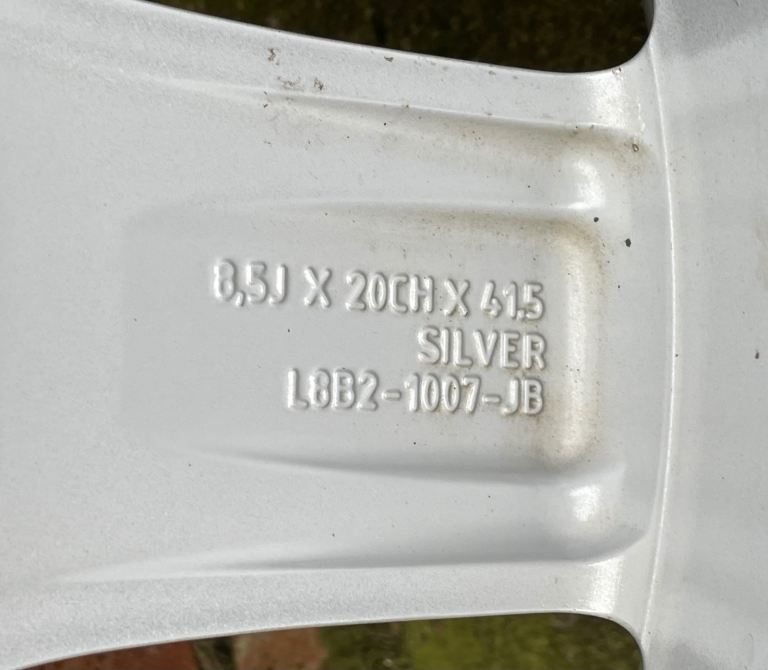 8,5J X 20CH X 41.5
SILVER
L8B2-1007-JB